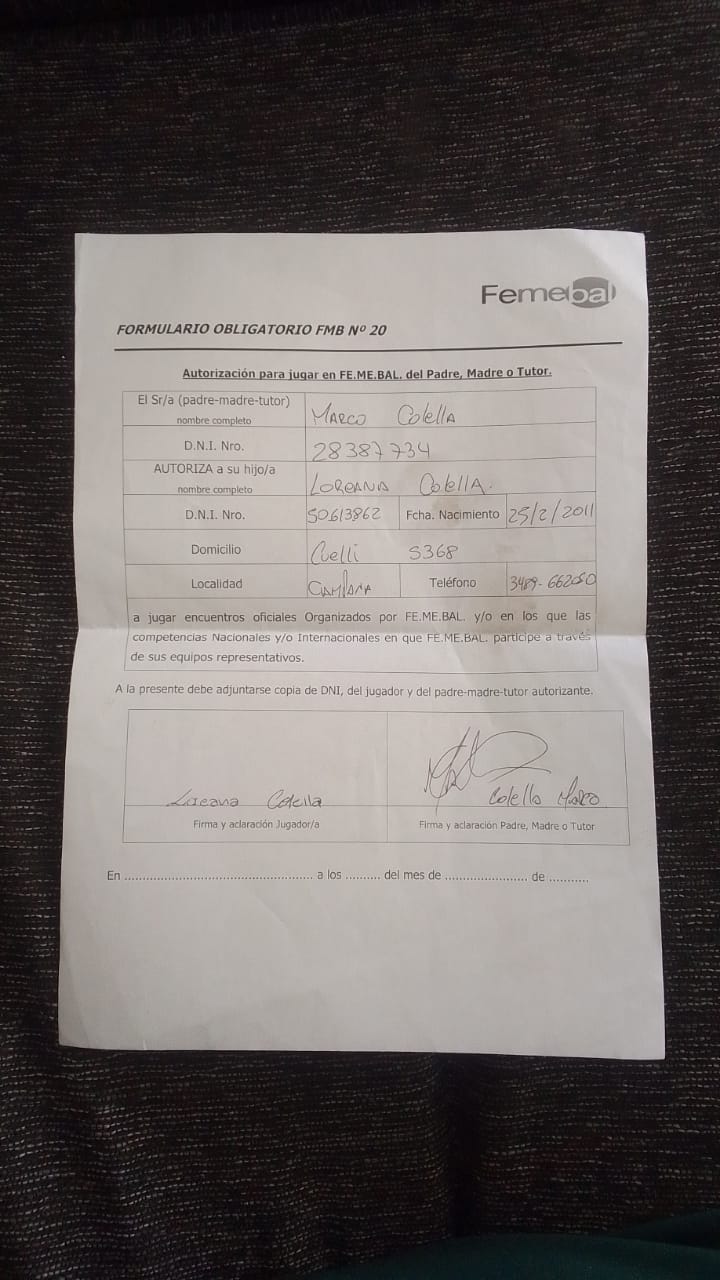 Femebal
FORMULARIO OBLIGATORIO FMB Nº 20
Autorización para jugar en FE.ME.BAL. del Padre, Madre o Tutor.
El Sr/a (padre-madre-tutor)
nombre completo
MARCO Colella
D.N.I. Nro.
28387734
AUTORIZA a su hijo/a
nombre completo
LOREANA Colella.
D.N.I. Nro. 50613862 Fcha. Nacimiento 25/2/2011
Domicilio 5368
Localidad CAMPANA Teléfono 3489-662050
a jugar encuentros oficiales Organizados por FE.ME.BAL. y/o en los que las
competencias Nacionales y/o Internacionales en que FE.ME.BAL. participe a través
de sus equipos representativos.
A la presente debe adjuntarse copia de DNI, del jugador y del padre-madre-tutor autorizante.
Loreana Colella
Colella Marco
Firma y aclaración Jugador/a
Firma y aclaración Padre, Madre o Tutor
En ................................................ a los ......... del mes de ...................... de ..........